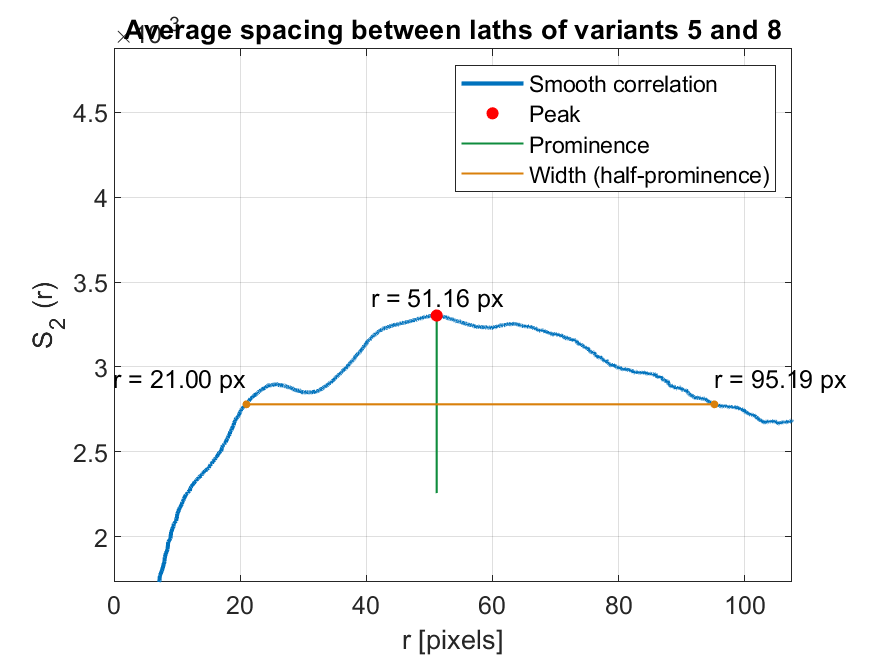 Average spacing between laths of variants 5 and 8
×10⁻³
Smooth correlation
Peak
Prominence
Width (half-prominence)
4.5
4
3.5
3
2.5
2
S₂ (r)
r = 51.16 px
r = 21.00 px
r = 95.19 px
0 20 40 60 80 100
r [pixels]